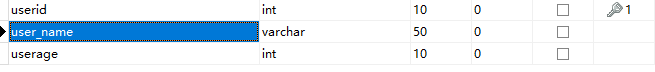 userid int 10 0 1
user_name varchar 50 0
userage int 10 0